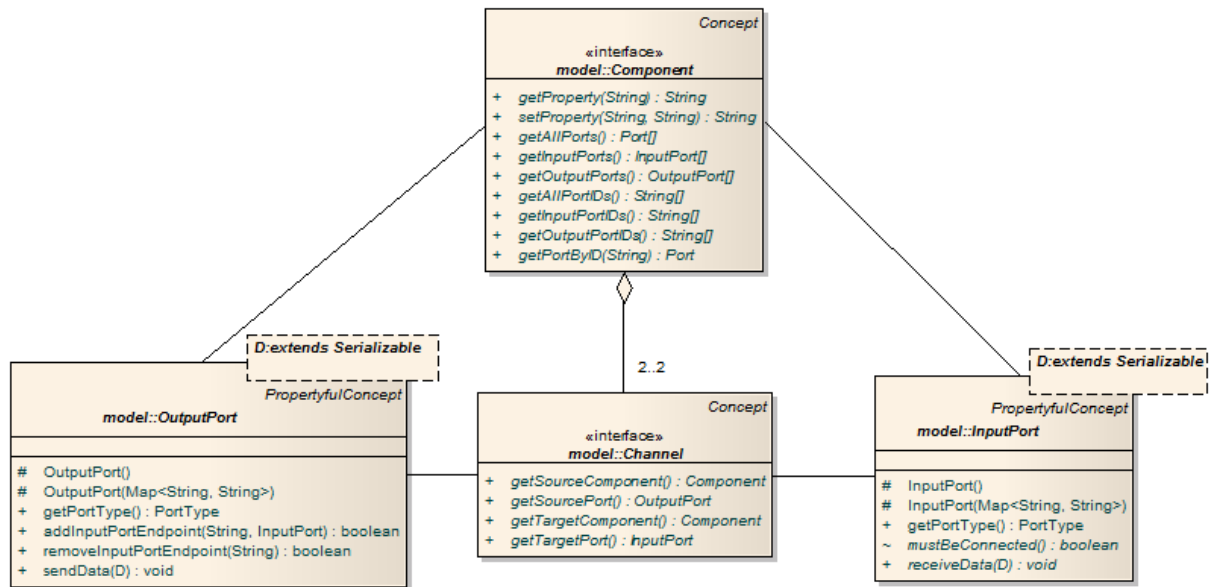 Concept
«interface»
model::Component
+ getProperty(String) : String
+ setProperty(String, String) : String
+ getAllPorts() : Port[]
+ getInputPorts() : InputPort[]
+ getOutputPorts() : OutputPort[]
+ getAllPortIDs() : String[]
+ getInputPortIDs() : String[]
+ getOutputPortIDs() : String[]
+ getPortByID(String) : Port
2..2
D:extends Serializable
PropertyfulConcept
model::OutputPort
# OutputPort()
# OutputPort(Map<String, String>)
+ getPortType() : PortType
+ addInputPortEndpoint(String, InputPort) : boolean
+ removeInputPortEndpoint(String) : boolean
+ sendData(D) : void
Concept
«interface»
model::Channel
+ getSourceComponent() : Component
+ getSourcePort() : OutputPort
+ getTargetComponent() : Component
+ getTargetPort() : InputPort
D:extends Serializable
PropertyfulConcept
model::InputPort
# InputPort()
# InputPort(Map<String, String>)
+ getPortType() : PortType
~ mustBeConnected() : boolean
+ receiveData(D) : void